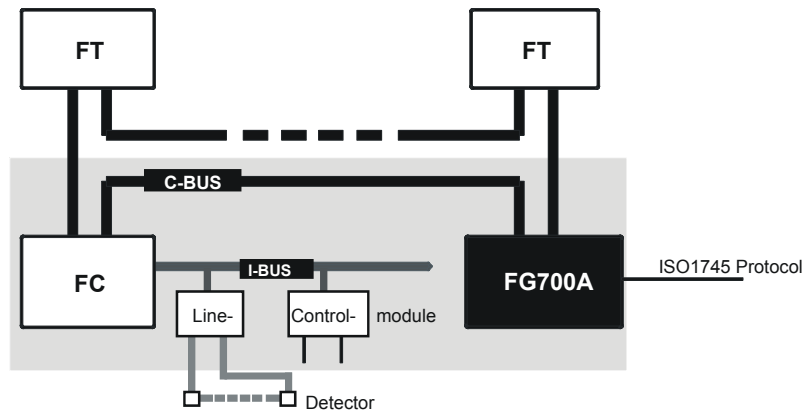 FT
FT
C-BUS
FC
I-BUS
FG700A
ISO1745 Protocol
Line-
Control-
module
Detector